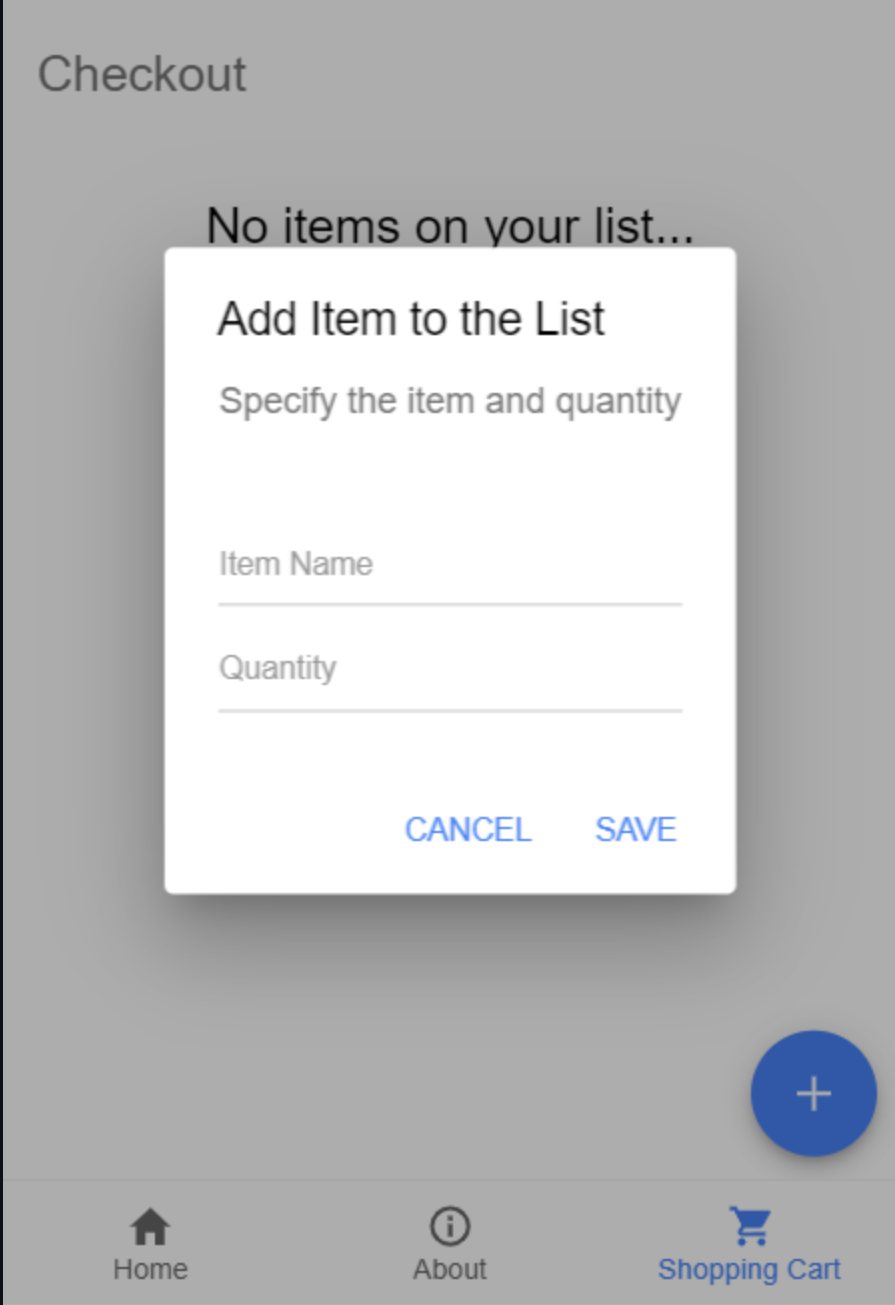 Checkout
No items on your list...
Add Item to the List
Specify the item and quantity
Item Name
Quantity
CANCEL SAVE
Home About Shopping Cart